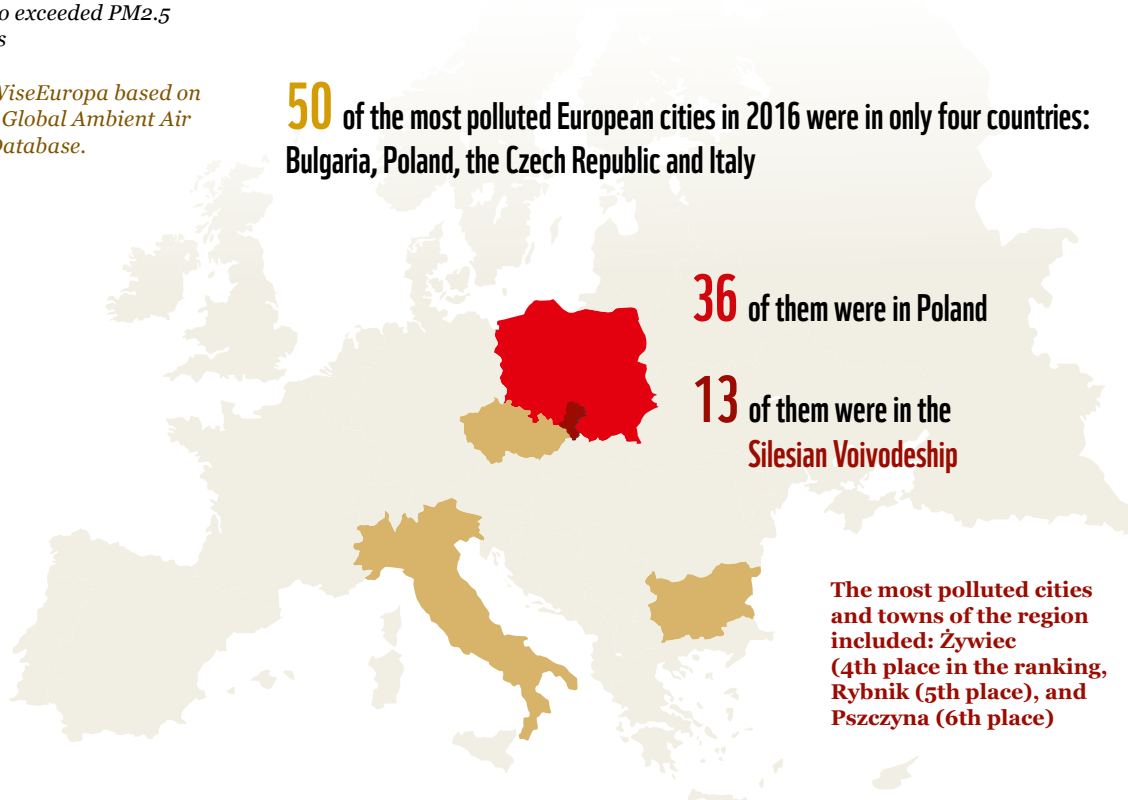 o exceeded PM2.5
s
WiseEuropa based on
Global Ambient Air
Database.
50 of the most polluted European cities in 2016 were in only four countries:
Bulgaria, Poland, the Czech Republic and Italy
36 of them were in Poland
13 of them were in the
Silesian Voivodeship
The most polluted cities
and towns of the region
included: Żywiec
(4th place in the ranking,
Rybnik (5th place), and
Pszczyna (6th place)